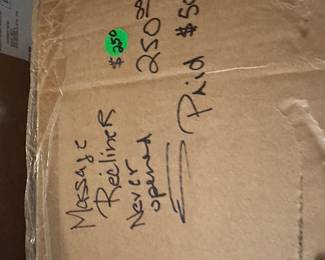 Massage
Recliner
Never
opened
$250
$
250.00
Paid $50